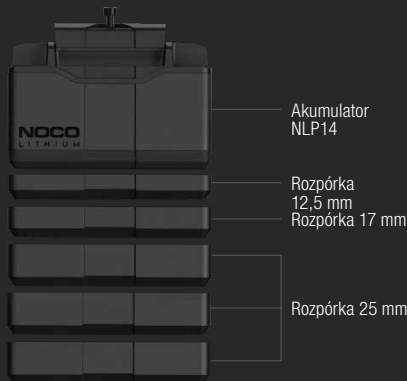 NOCO
LITHIUM
Akumulator
NLP14
Rozpórka
12,5 mm
Rozpórka 17 mm
Rozpórka 25 mm